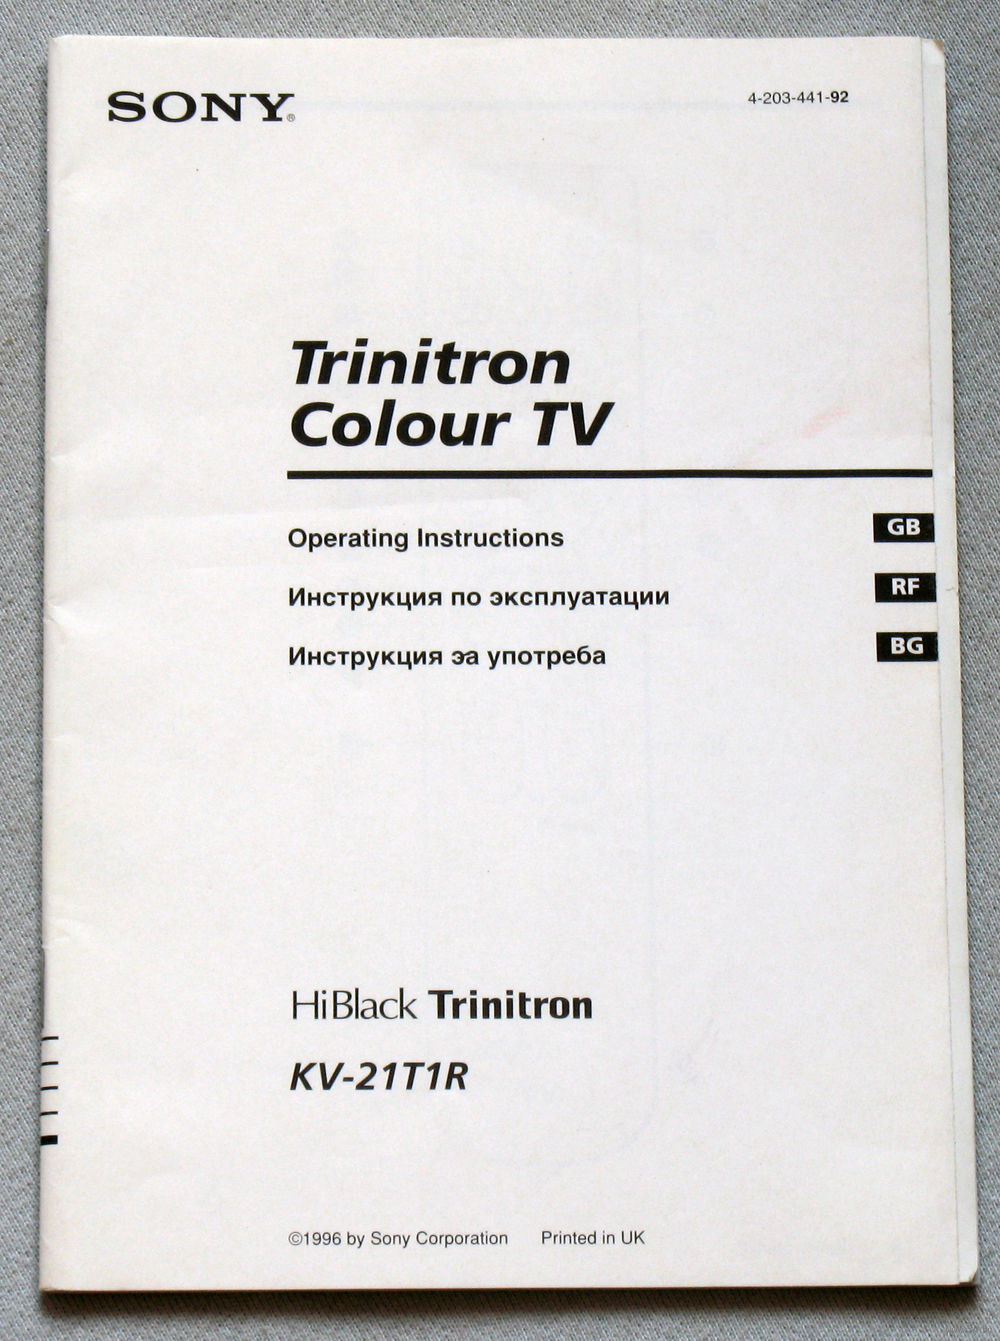 SONY®
4-203-441-92
Trinitron
Colour TV
Operating Instructions GB
Инструкция по эксплуатации RF
Инструкция эа употреба BG
HiBlack Trinitron
KV-21T1R
©1996 by Sony Corporation Printed in UK